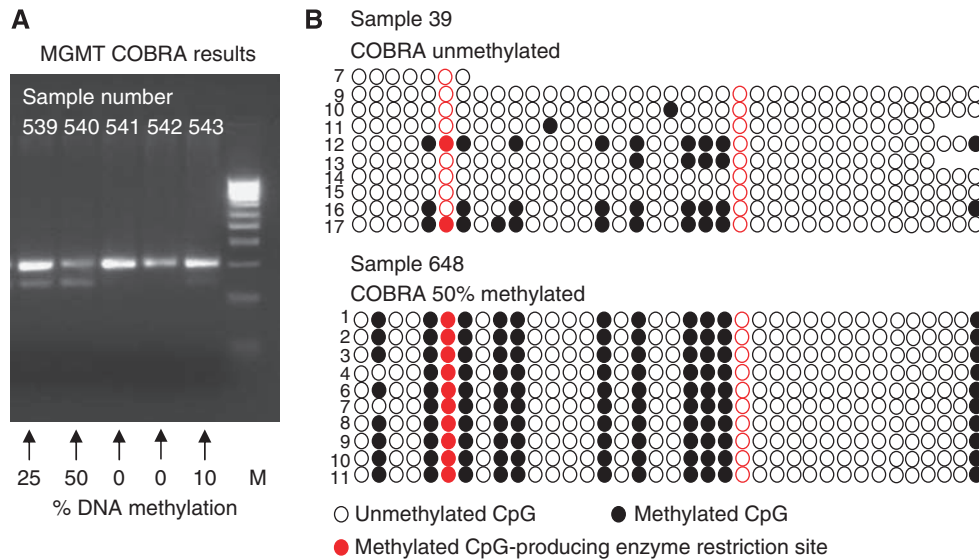 A
MGMT COBRA results
Sample number
539 540 541 542 543
25 50 0 0 10 M
% DNA methylation
B
Sample 39
COBRA unmethylated
7
9
10
11
12
13
14
15
16
17
Sample 648
COBRA 50% methylated
1
2
3
4
6
7
8
9
10
11
Unmethylated CpG
Methylated CpG
Methylated CpG-producing enzyme restriction site